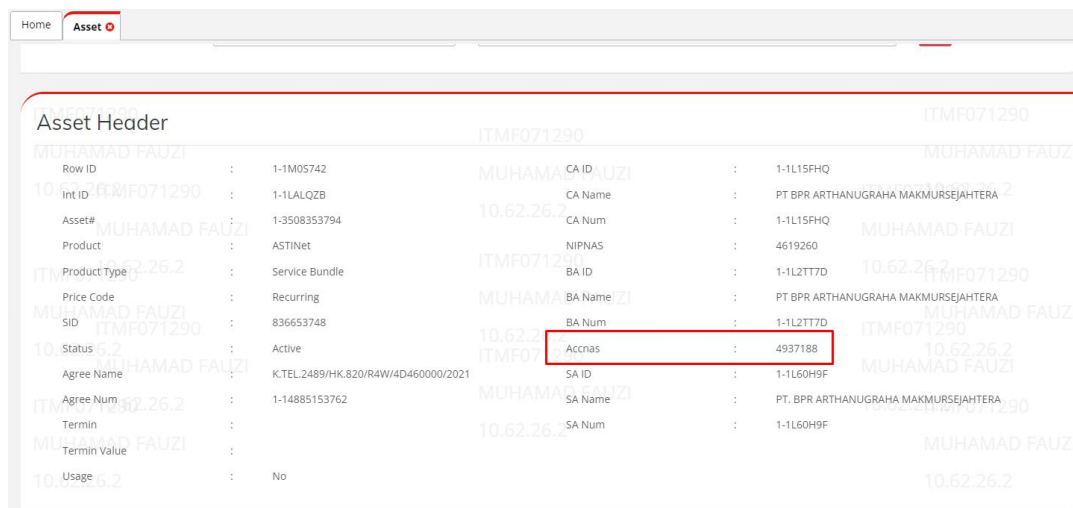 Home Asset
Asset Header
Row ID : 1-1M0S742 CA ID : 1-1L15FHQ
Int ID : 1-1LALQZB CA Name : PT BPR ARTHANUGRAHA MAKMURSEJAHTERA
Asset# : 1-3508353794 CA Num : 1-1L15FHQ
Product : ASTINet NIPNAS : 4619260
Product Type : Service Bundle BA ID : 1-1L2TT7D
Price Code : Recurring BA Name : PT BPR ARTHANUGRAHA MAKMURSEJAHTERA
SID : 836653748 BA Num : 1-1L2TT7D
Status : Active Accnas : 4937188
Agree Name : K.TEL.2489/HK.820/R4W/4D460000/2021 SA ID : 1-1L60H9F
Agree Num : 1-14885153762 SA Name : PT. BPR ARTHANUGRAHA MAKMURSEJAHTERA
Termin : SA Num : 1-1L60H9F
Termin Value :
Usage : No
ITMF071290
MUHAMAD FAUZI
10.62.26.2